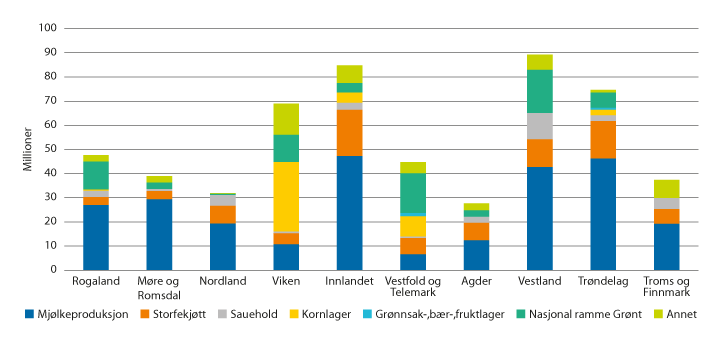 100
90
80
70
60
50
40
30
20
10
0
Millioner
Rogaland
Møre og
Romsdal
Nordland
Viken
Innlandet
Vestfold og
Telemark
Agder
Vestland
Trøndelag
Troms og
Finnmark
Mjølkeproduksjon Storfekjøtt Sauehold Kornlager Grønnsak-,bær-,fruktlager Nasjonal ramme Grønt Annet